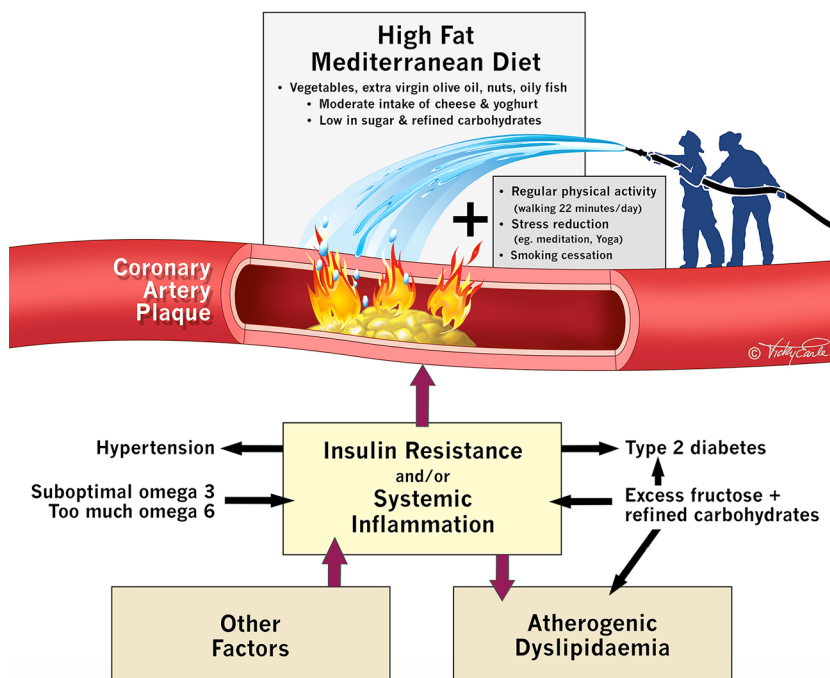 High Fat
Mediterranean Diet
• Vegetables, extra virgin olive oil, nuts, oily fish
• Moderate intake of cheese & yoghurt
• Low in sugar & refined carbohydrates
+
• Regular physical activity
(walking 22 minutes/day)
• Stress reduction
(eg. meditation, Yoga)
• Smoking cessation
Coronary
Artery
Plaque
© Vicky Earle
Hypertension
Insulin Resistance
and/or
Systemic
Inflammation
Type 2 diabetes
Suboptimal omega 3
Too much omega 6
Excess fructose +
refined carbohydrates
Other
Factors
Atherogenic
Dyslipidaemia